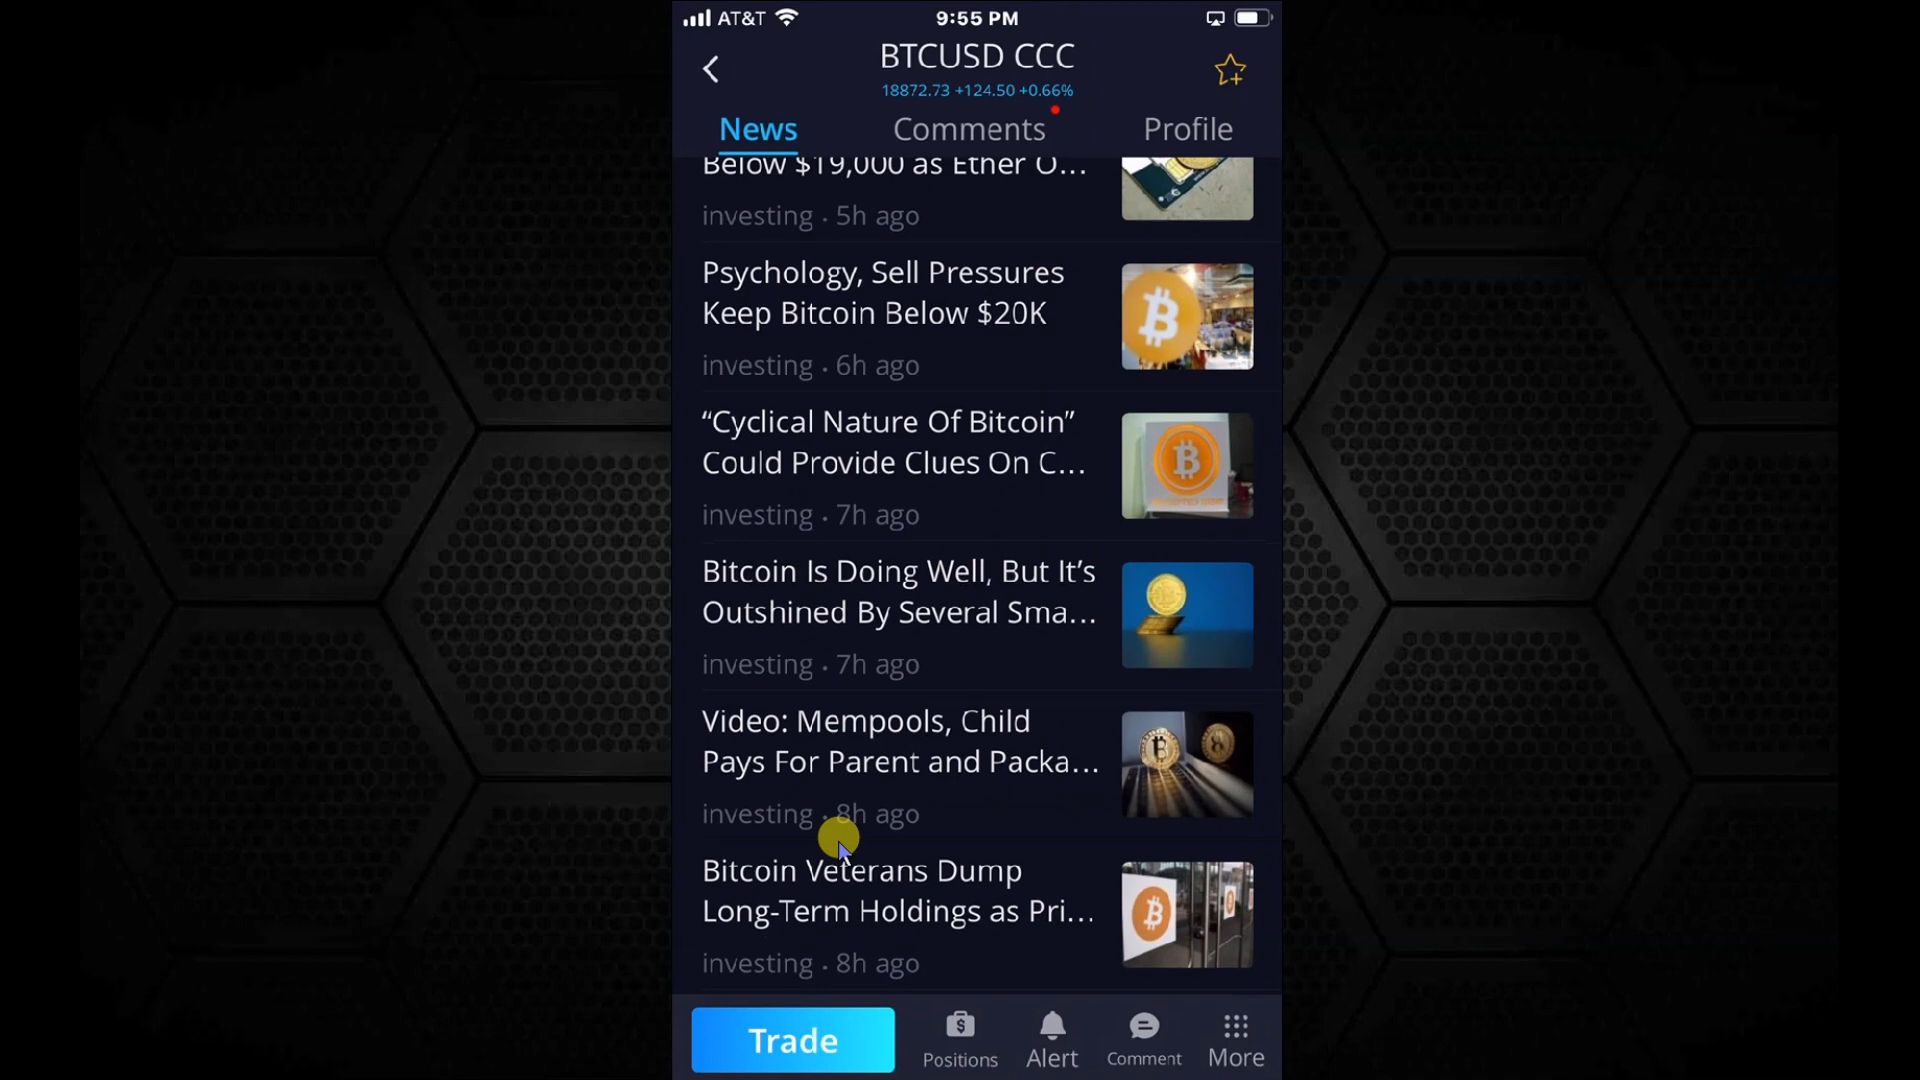 AT&T
9:55 PM
BTCUSD CCC
18872.73 +124.50 +0.66%
News
Comments
Profile
Below $19,000 as Ether O...
investing · 5h ago
Psychology, Sell Pressures
Keep Bitcoin Below $20K
investing · 6h ago
“Cyclical Nature Of Bitcoin”
Could Provide Clues On C...
investing · 7h ago
Bitcoin Is Doing Well, But It’s
Outshined By Several Sma...
investing · 7h ago
Video: Mempools, Child
Pays For Parent and Packa...
investing · 8h ago
Bitcoin Veterans Dump
Long-Term Holdings as Pri...
investing · 8h ago
Trade
Positions
Alert
Comment
More